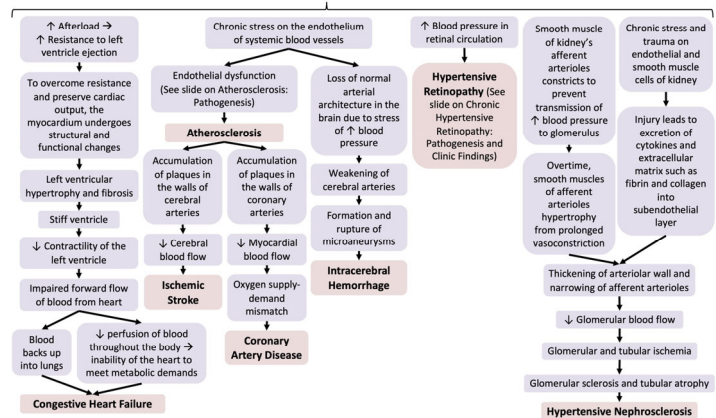 ↑ Afterload →
↑ Resistance to left
ventricle ejection
To overcome resistance
and preserve cardiac
output, the
myocardium undergoes
structural and
functional changes
Left ventricular
hypertrophy and fibrosis
Stiff ventricle
↓ Contractility of the
left ventricle
Impaired forward flow
of blood from heart
Blood
backs up
into lungs
↓ perfusion of blood
throughout the body →
inability of the heart to
meet metabolic demands
Congestive Heart Failure
Chronic stress on the endothelium
of systemic blood vessels
Endothelial dysfunction
(See slide on Atherosclerosis:
Pathogenesis)
Atherosclerosis
Accumulation
of plaques in
the walls of
cerebral
arteries
↓ Cerebral
blood flow
Ischemic
Stroke
Accumulation
of plaques in
the walls of
coronary
arteries
↓ Myocardial
blood flow
Oxygen supply-
demand
mismatch
Coronary
Artery Disease
Loss of normal
arterial
architecture in the
brain due to stress
of ↑ blood
pressure
Weakening of
cerebral arteries
Formation and
rupture of
microaneurysms
Intracerebral
Hemorrhage
↑ Blood pressure in
retinal circulation
Hypertensive
Retinopathy (See
slide on Chronic
Hypertensive
Retinopathy:
Pathogenesis and
Clinic Findings)
Smooth muscle
of kidney's
afferent
arterioles
constricts to
prevent
transmission of
↑ blood pressure
to glomerulus
Overtime,
smooth muscles
of afferent
arterioles
hypertrophy
from prolonged
vasoconstriction
Chronic stress and
trauma on
endothelial and
smooth muscle
cells of kidney
Injury leads to
excretion of
cytokines and
extracellular
matrix such as
fibrin and collagen
into
subendothelial
layer
Thickening of arteriolar wall and
narrowing of afferent arterioles
↓ Glomerular blood flow
Glomerular and tubular ischemia
Glomerular sclerosis and tubular atrophy
Hypertensive Nephrosclerosis